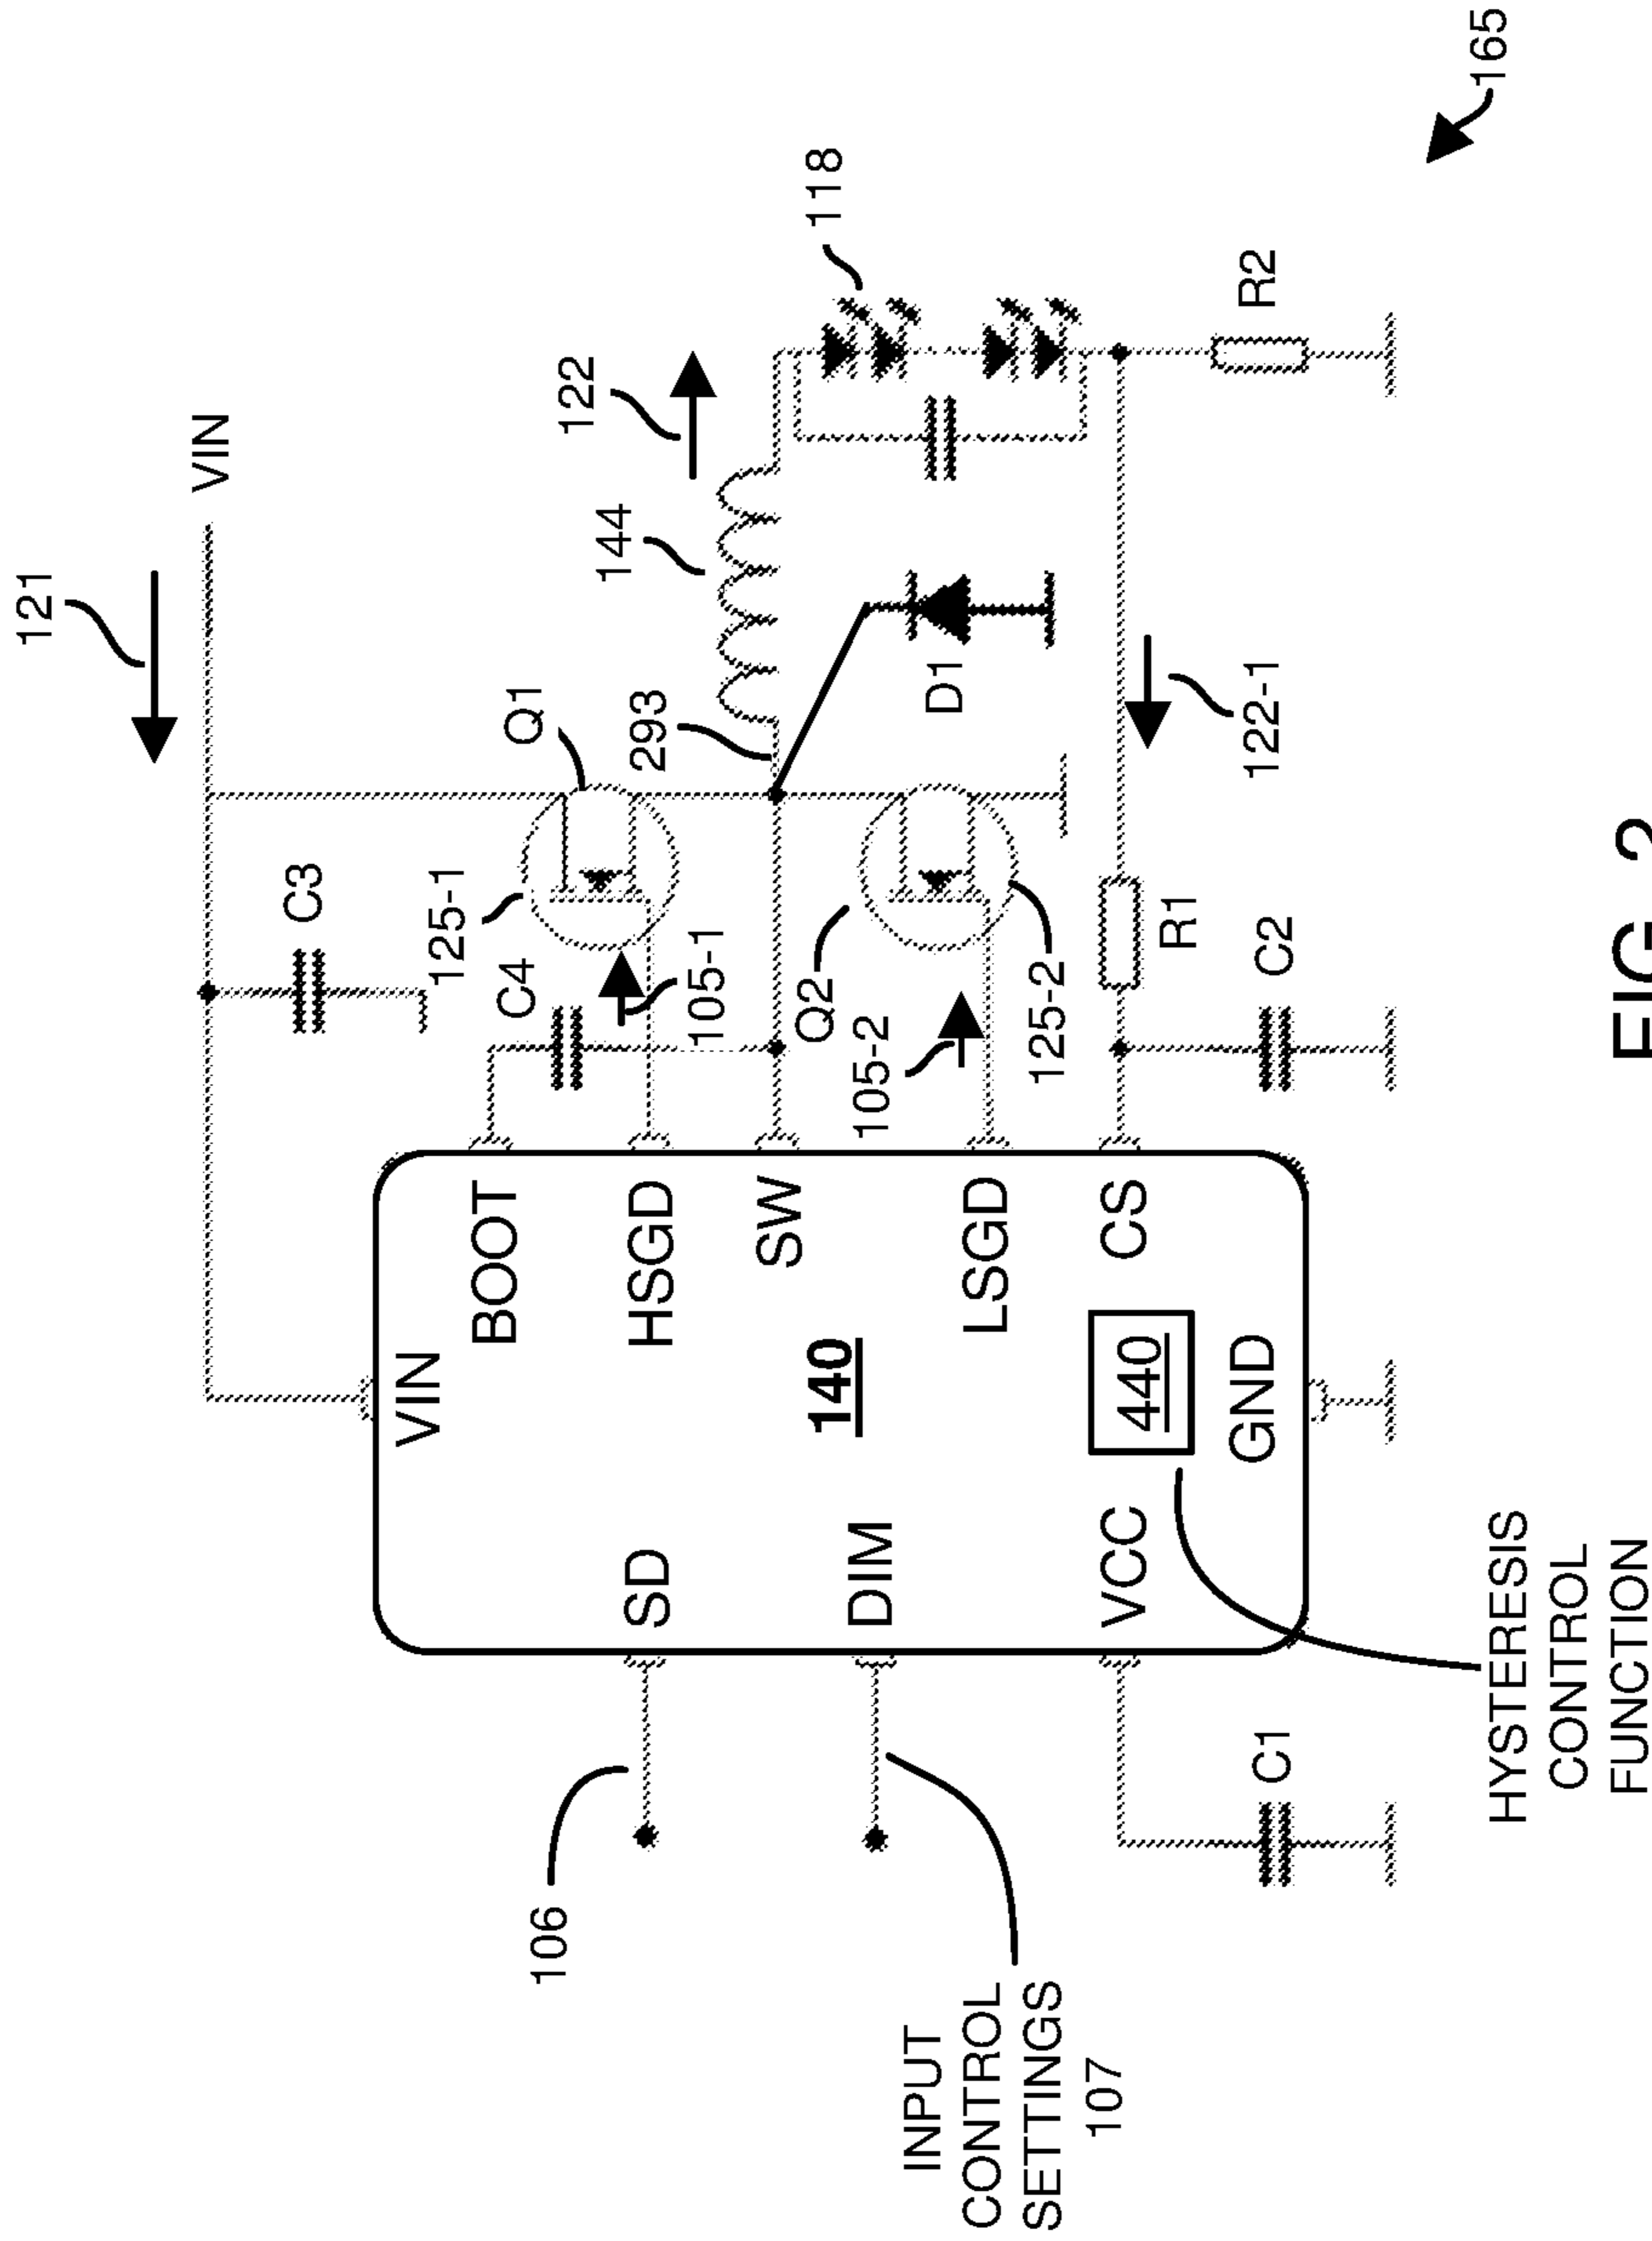 121
VIN
C3
Q1
125-1
C4
105-1
293
144
122
118
VIN
BOOT
HSGD
SW
LSGD
CS
SD
DIM
VCC
GND
140
440
106
Q2
105-2
125-2
D1
122-1
R1
R2
C2
C1
165
INPUT
CONTROL
SETTINGS
107
HYSTERESIS
CONTROL
FUNCTION